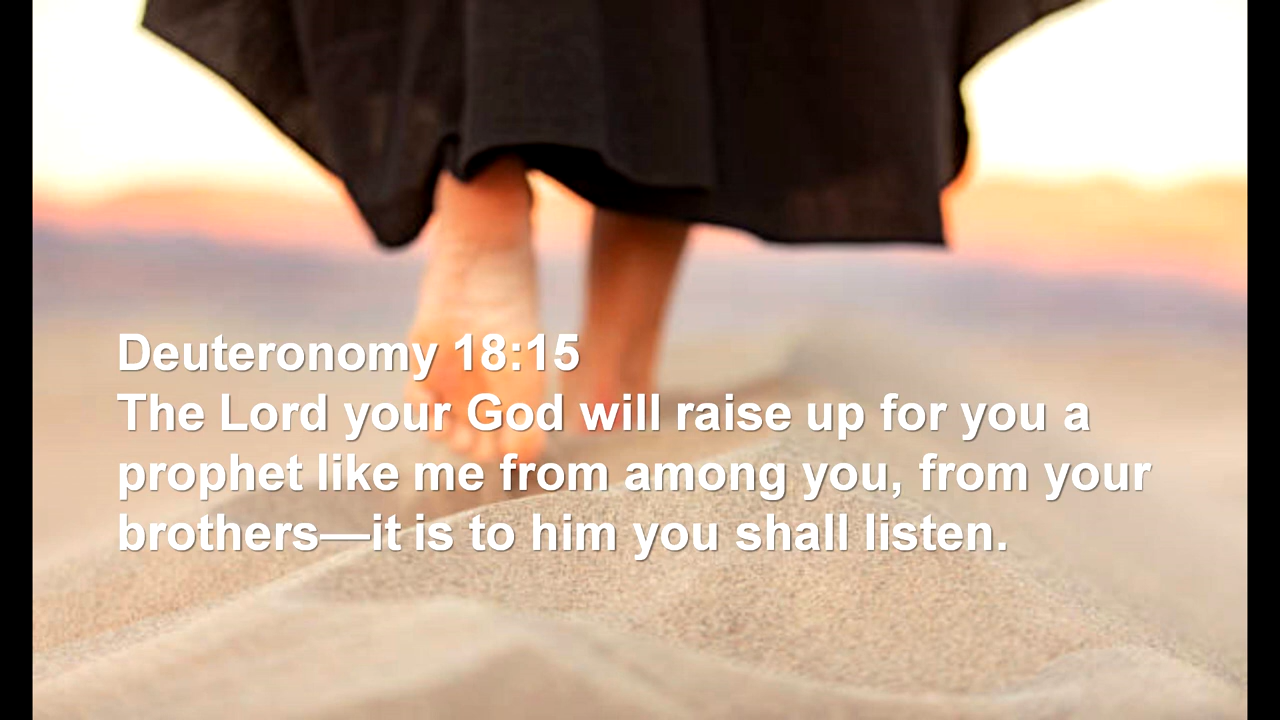 Deuteronomy 18:15
The Lord your God will raise up for you a
prophet like me from among you, from your
brothers—it is to him you shall listen.